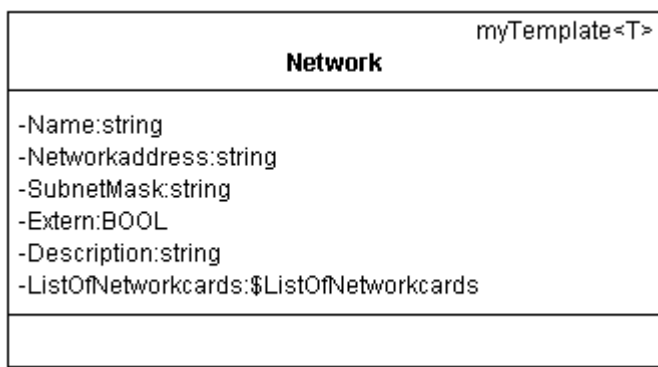 myTemplate<T>
Network
-Name:string
-Networkaddress:string
-SubnetMask:string
-Extern:BOOL
-Description:string
-ListOfNetworkcards:$ListOfNetworkcards